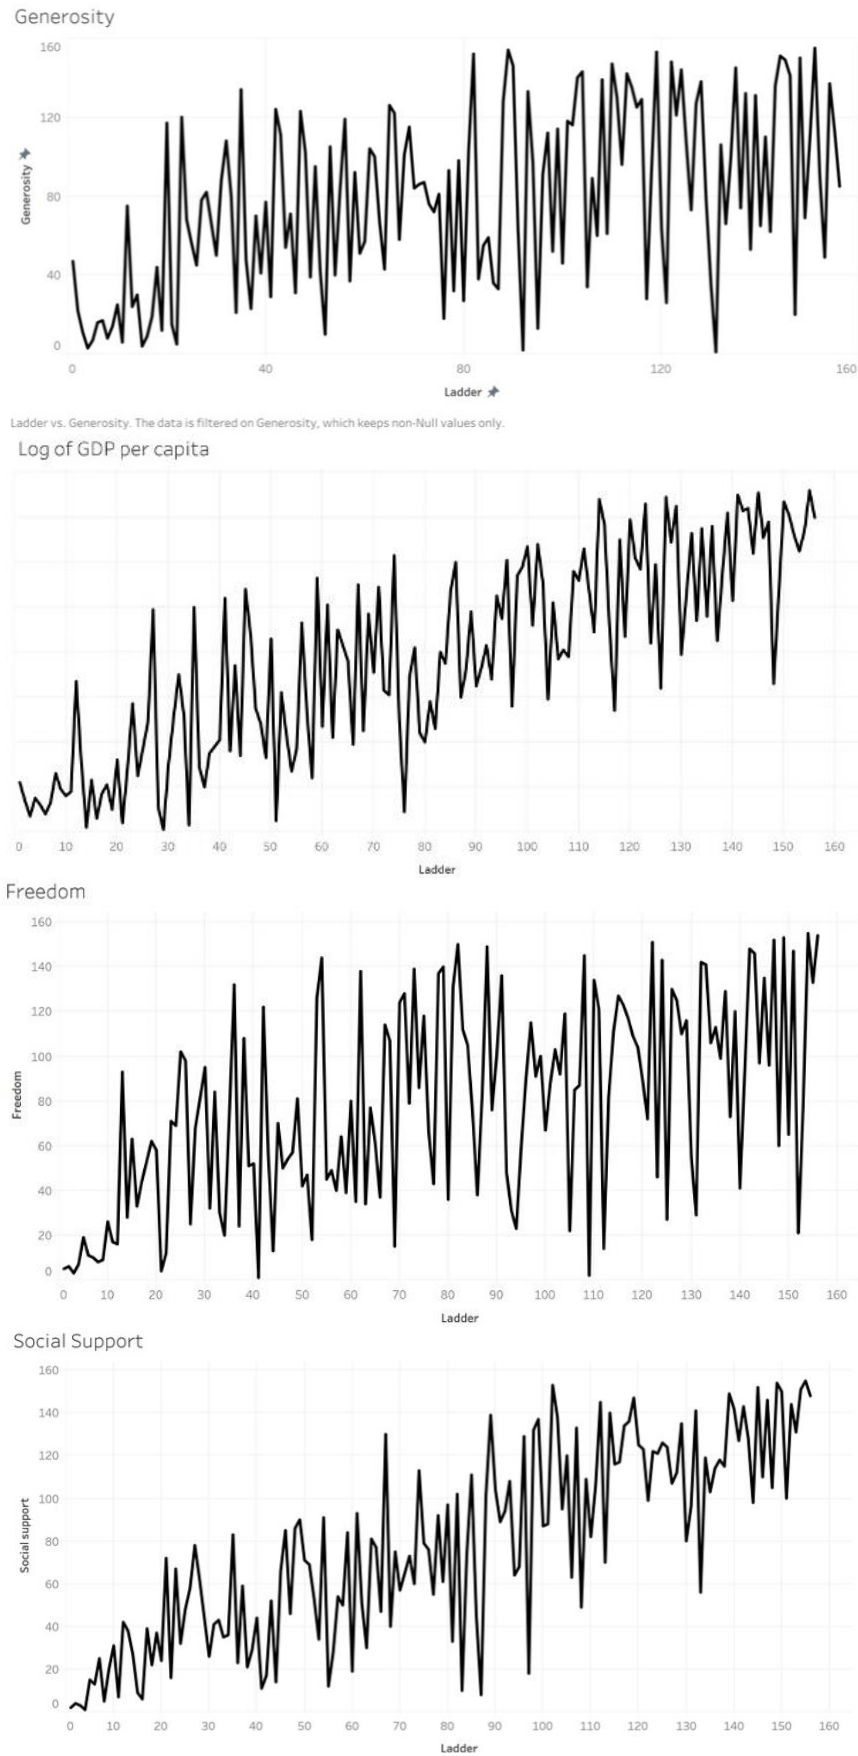 Generosity
160
120
80
40
0
Generosity
0 40 80 120 160
Ladder
Ladder vs. Generosity. The data is filtered on Generosity, which keeps non-Null values only.
Log of GDP per capita
0 10 20 30 40 50 60 70 80 90 100 110 120 130 140 150 160
Ladder
Freedom
160
140
120
100
80
60
40
20
0
Freedom
0 10 20 30 40 50 60 70 80 90 100 110 120 130 140 150 160
Ladder
Social Support
160
140
120
100
80
60
40
20
0
Social support
0 10 20 30 40 50 60 70 80 90 100 110 120 130 140 150 160
Ladder